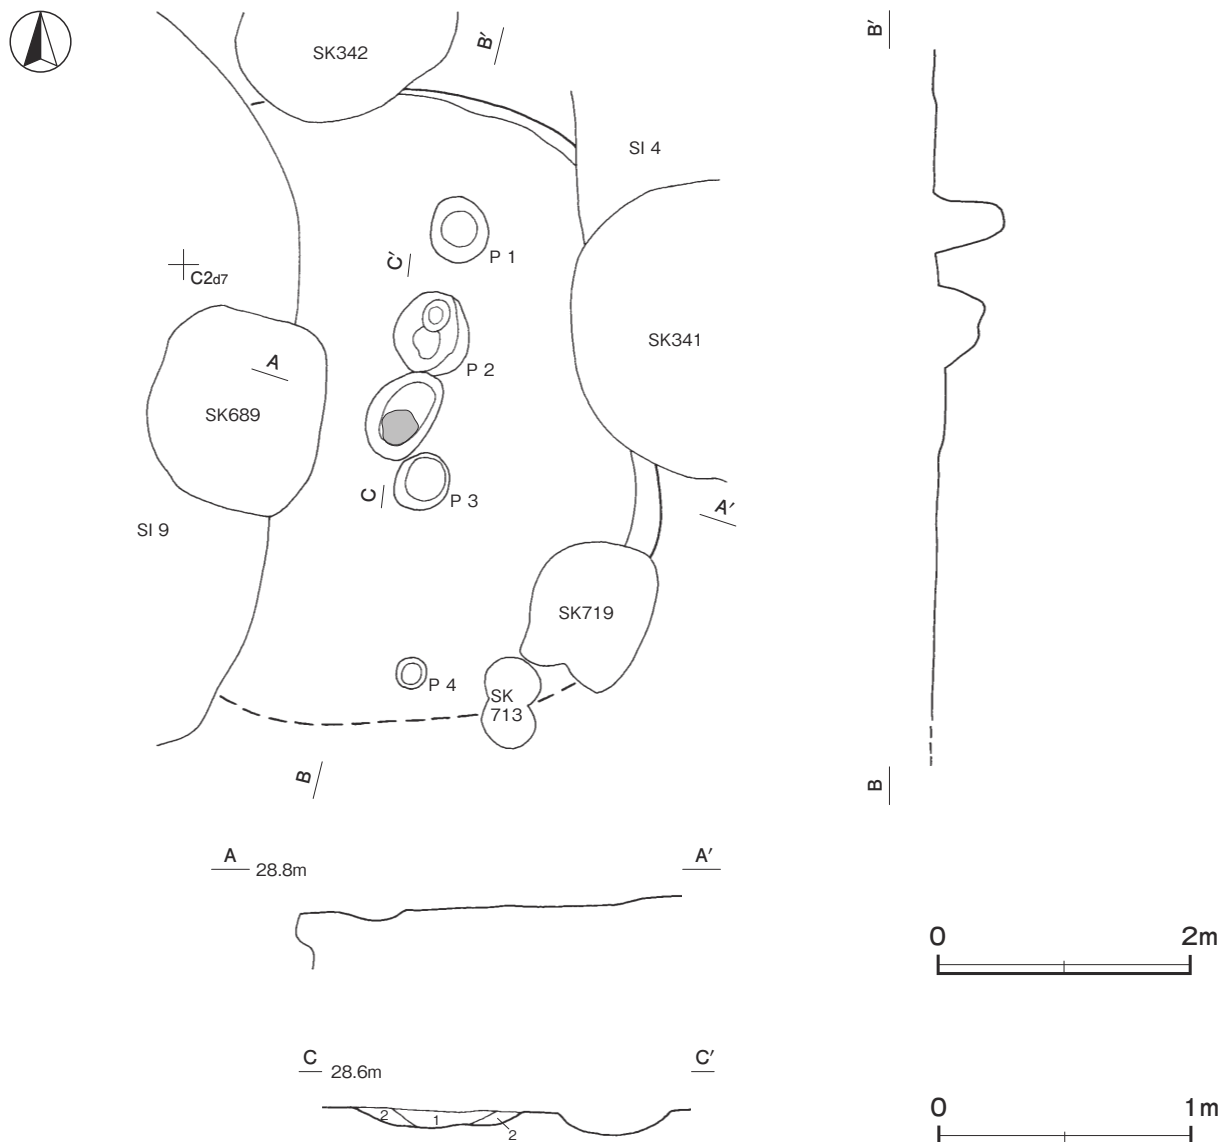 SK342
B′
B′
SI 4
P 1
C′
C2d7
SK341
A
P 2
SK689
C
P 3
A′
SI 9
SK719
P 4
SK
713
B
B
A
28.8m
A′
0
2m
C
28.6m
C′
2
1
2
0
1m